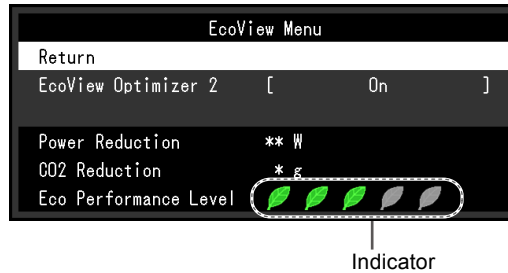 EcoView Menu
Return
EcoView Optimizer 2 [ On ]
Power Reduction ** W
CO2 Reduction * g
Eco Performance Level
Indicator